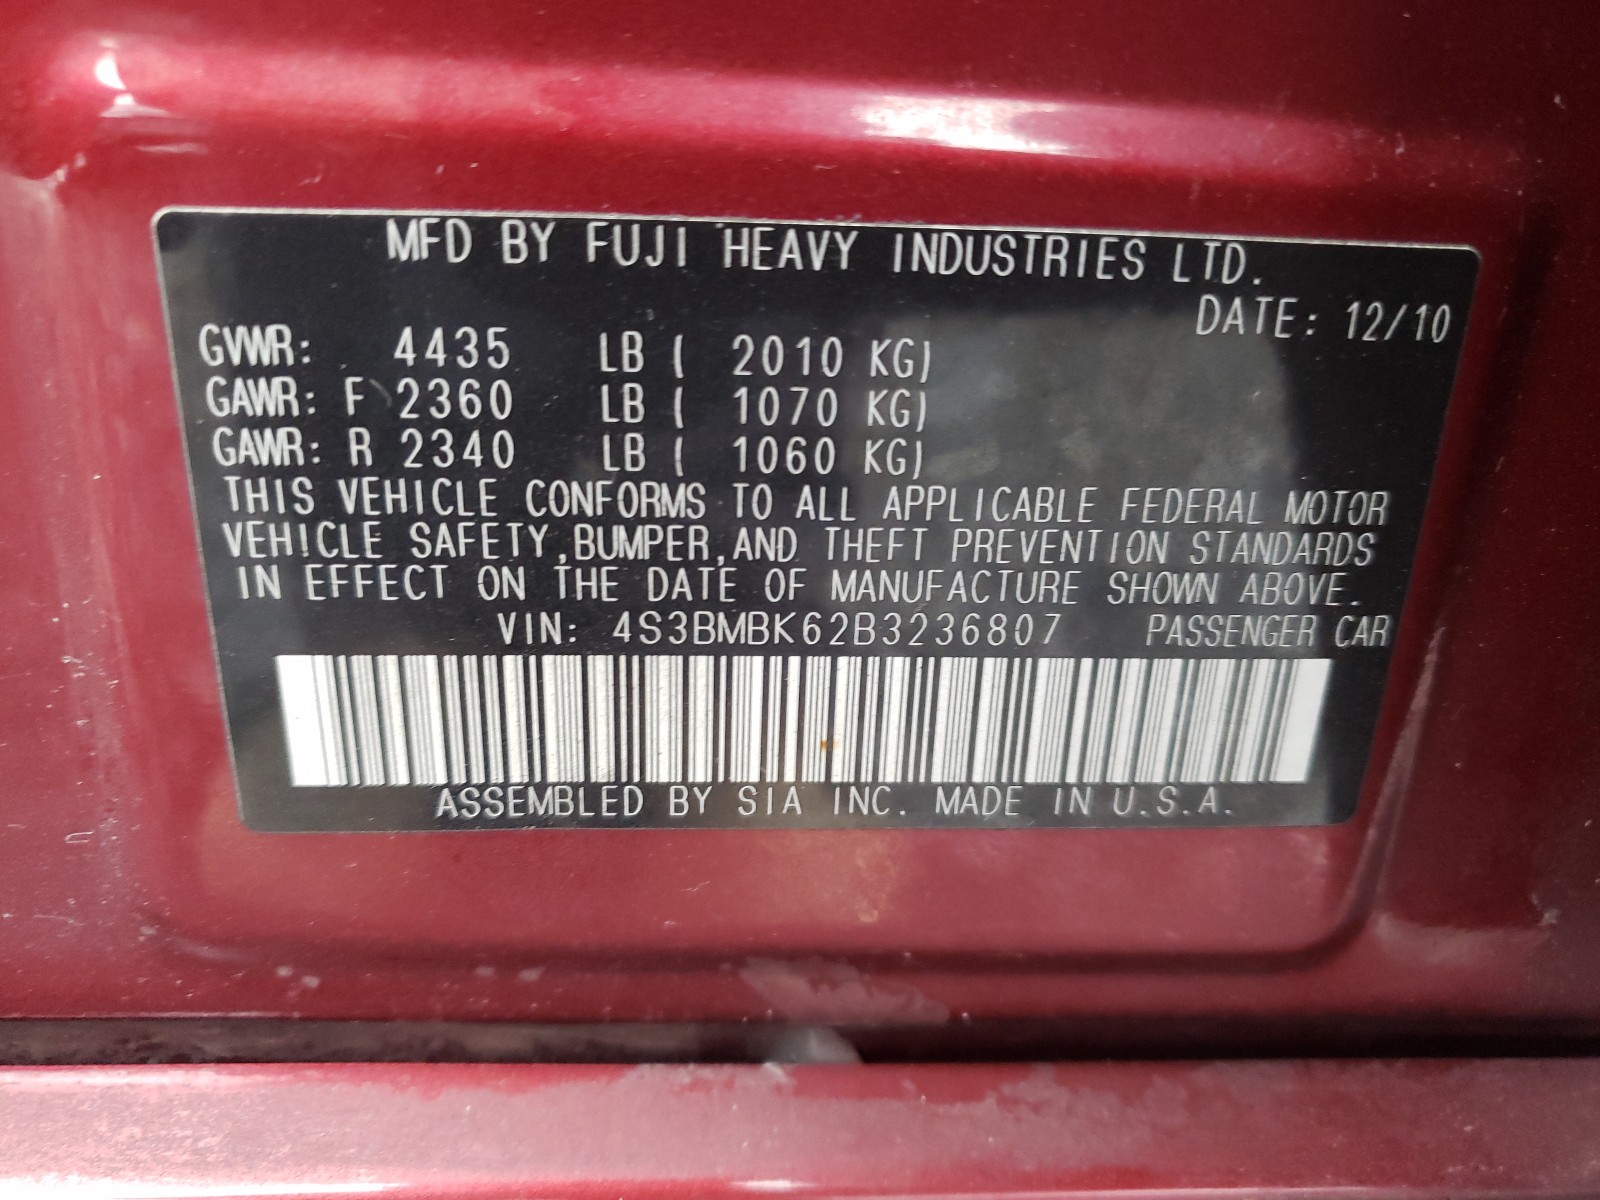 MFD BY FUJI HEAVY INDUSTRIES LTD.
DATE: 12/10
GVWR: 4435 LB ( 2010 KG)
GAWR: F 2360 LB ( 1070 KG)
GAWR: R 2340 LB ( 1060 KG)
THIS VEHICLE CONFORMS TO ALL APPLICABLE FEDERAL MOTOR
VEHICLE SAFETY,BUMPER,AND THEFT PREVENTION STANDARDS
IN EFFECT ON THE DATE OF MANUFACTURE SHOWN ABOVE.
VIN: 4S3BMBK62B3236807 PASSENGER CAR
ASSEMBLED BY SIA INC. MADE IN U.S.A.